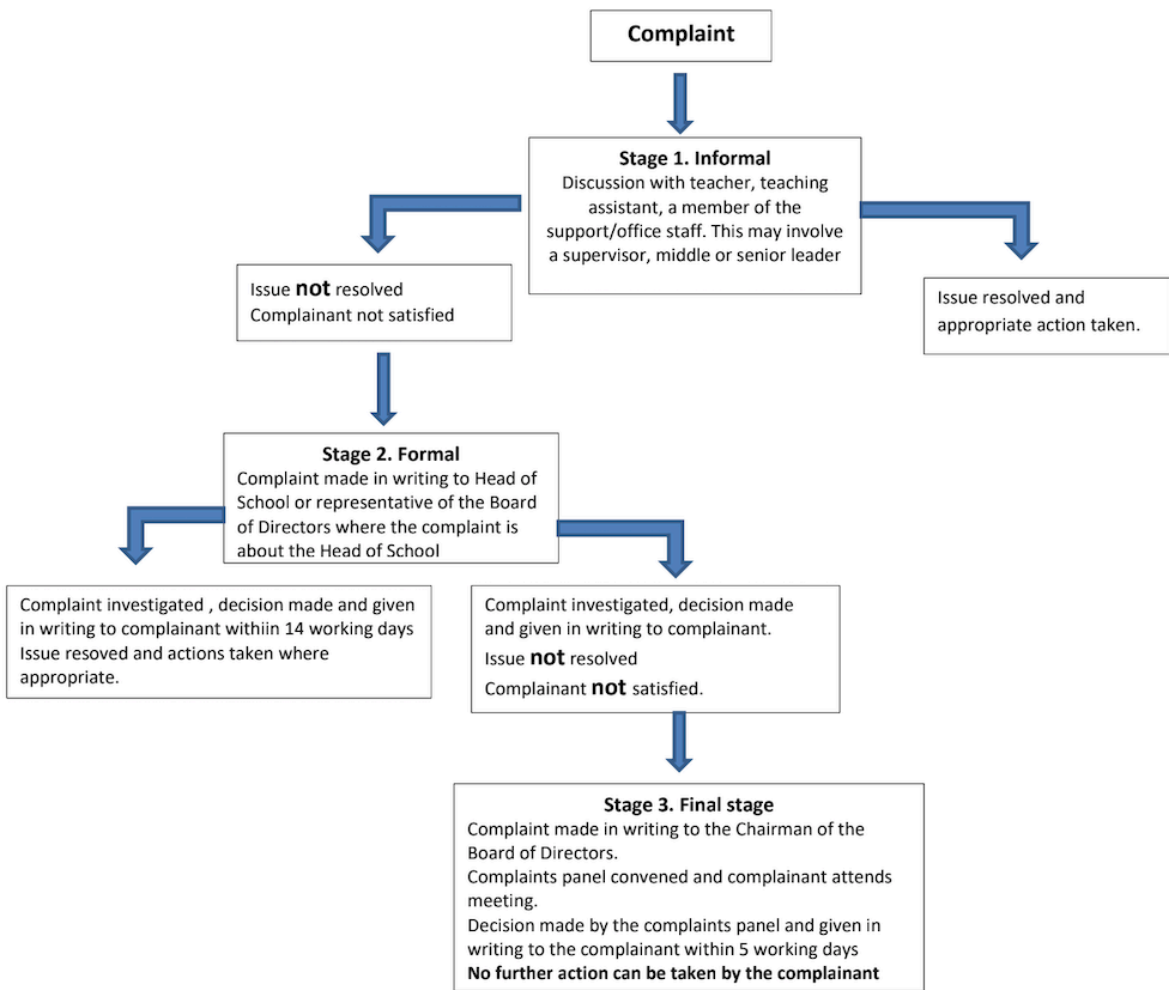 Complaint
Stage 1. Informal
Discussion with teacher, teaching
assistant, a member of the
support/office staff. This may involve
a supervisor, middle or senior leader
Issue not resolved
Complainant not satisfied
Issue resolved and
appropriate action taken.
Stage 2. Formal
Complaint made in writing to Head of
School or representative of the Board
of Directors where the complaint is
about the Head of School
Complaint investigated , decision made and given
in writing to complainant withiin 14 working days
Issue resoved and actions taken where
appropriate.
Complaint investigated, decision made
and given in writing to complainant.
Issue not resolved
Complainant not satisfied.
Stage 3. Final stage
Complaint made in writing to the Chairman of the
Board of Directors.
Complaints panel convened and complainant attends
meeting.
Decision made by the complaints panel and given in
writing to the complainant within 5 working days
No further action can be taken by the complainant